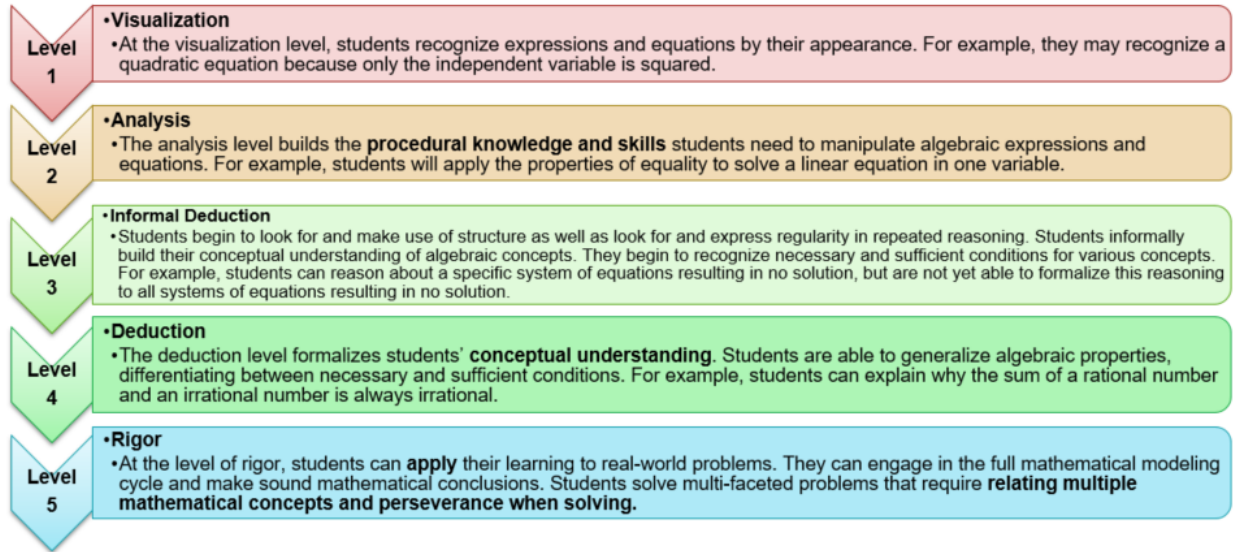 Level
1
•Visualization
•At the visualization level, students recognize expressions and equations by their appearance. For example, they may recognize a
quadratic equation because only the independent variable is squared.
Level
2
•Analysis
•The analysis level builds the procedural knowledge and skills students need to manipulate algebraic expressions and
equations. For example, students will apply the properties of equality to solve a linear equation in one variable.
Level
3
•Informal Deduction
•Students begin to look for and make use of structure as well as look for and express regularity in repeated reasoning. Students informally
build their conceptual understanding of algebraic concepts. They begin to recognize necessary and sufficient conditions for various concepts.
For example, students can reason about a specific system of equations resulting in no solution, but are not yet able to formalize this reasoning
to all systems of equations resulting in no solution.
Level
4
•Deduction
•The deduction level formalizes students’ conceptual understanding. Students are able to generalize algebraic properties,
differentiating between necessary and sufficient conditions. For example, students can explain why the sum of a rational number
and an irrational number is always irrational.
Level
5
•Rigor
•At the level of rigor, students can apply their learning to real-world problems. They can engage in the full mathematical modeling
cycle and make sound mathematical conclusions. Students solve multi-faceted problems that require relating multiple
mathematical concepts and perseverance when solving.